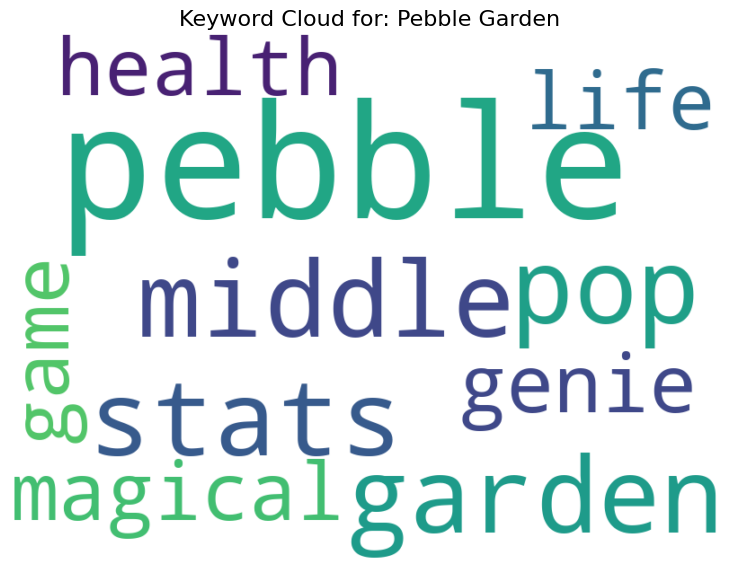 Keyword Cloud for: Pebble Garden
health
life
pebble
middle
pop
game
genie
stats
magical
garden